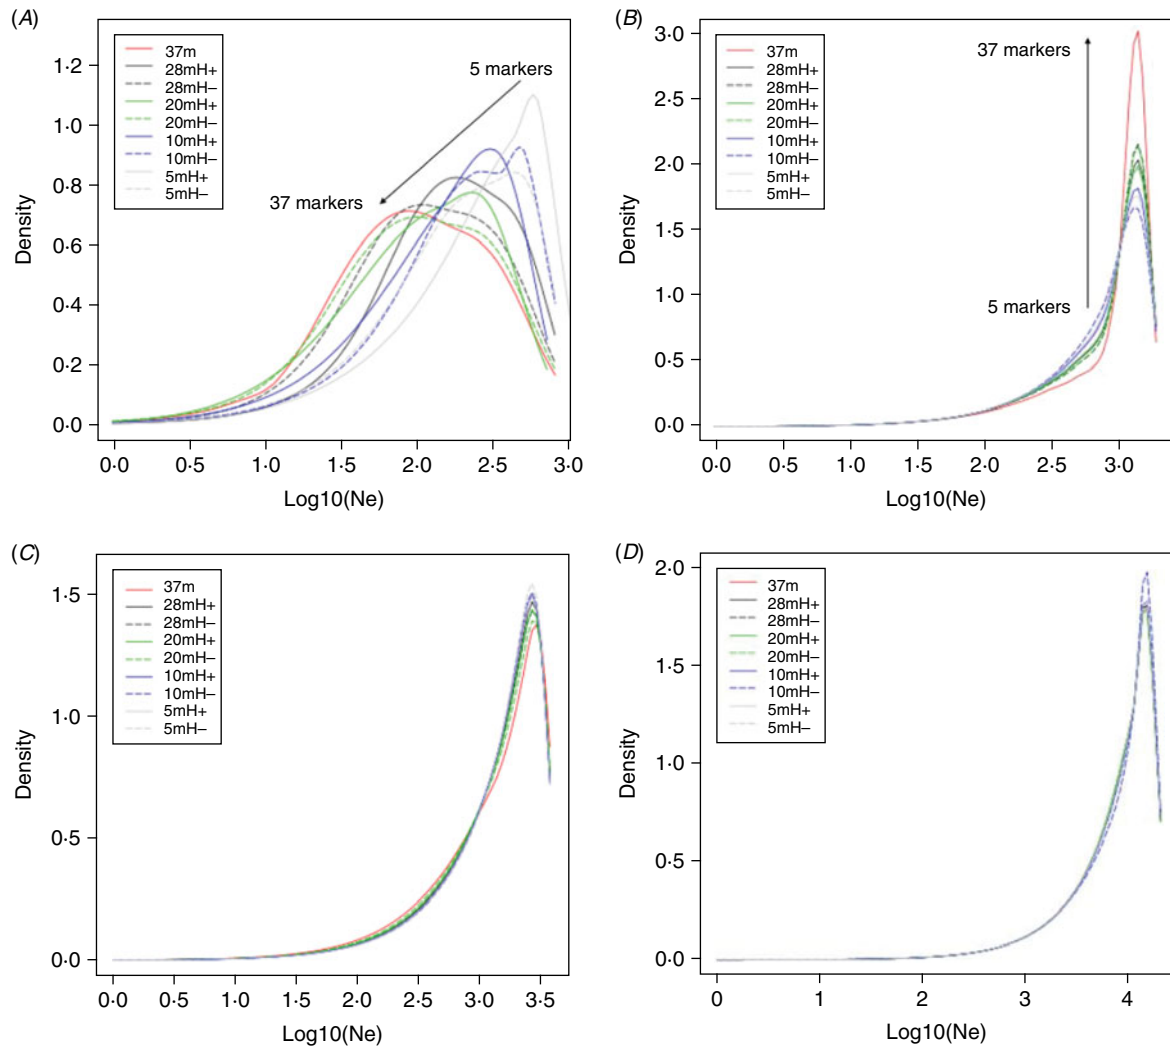 (A)
37m
28mH+
28mH–
20mH+
20mH–
10mH+
10mH–
5mH+
5mH–
5 markers
37 markers
1·2
1·0
0·8
0·6
0·4
0·2
0·0
Density
0·0 0·5 1·0 1·5 2·0 2·5 3·0
Log10(Ne)
(B)
37m
28mH+
28mH–
20mH+
20mH–
10mH+
10mH–
5mH+
5mH–
37 markers
5 markers
3·0
2·5
2·0
1·5
1·0
0·5
0·0
Density
0·0 0·5 1·0 1·5 2·0 2·5 3·0
Log10(Ne)
(C)
37m
28mH+
28mH–
20mH+
20mH–
10mH+
10mH–
5mH+
5mH–
1·5
1·0
0·5
0·0
Density
0·0 0·5 1·0 1·5 2·0 2·5 3·0 3·5
Log10(Ne)
(D)
37m
28mH+
28mH–
20mH+
20mH–
10mH+
10mH–
5mH+
5mH–
2·0
1·5
1·0
0·5
0·0
Density
0 1 2 3 4
Log10(Ne)